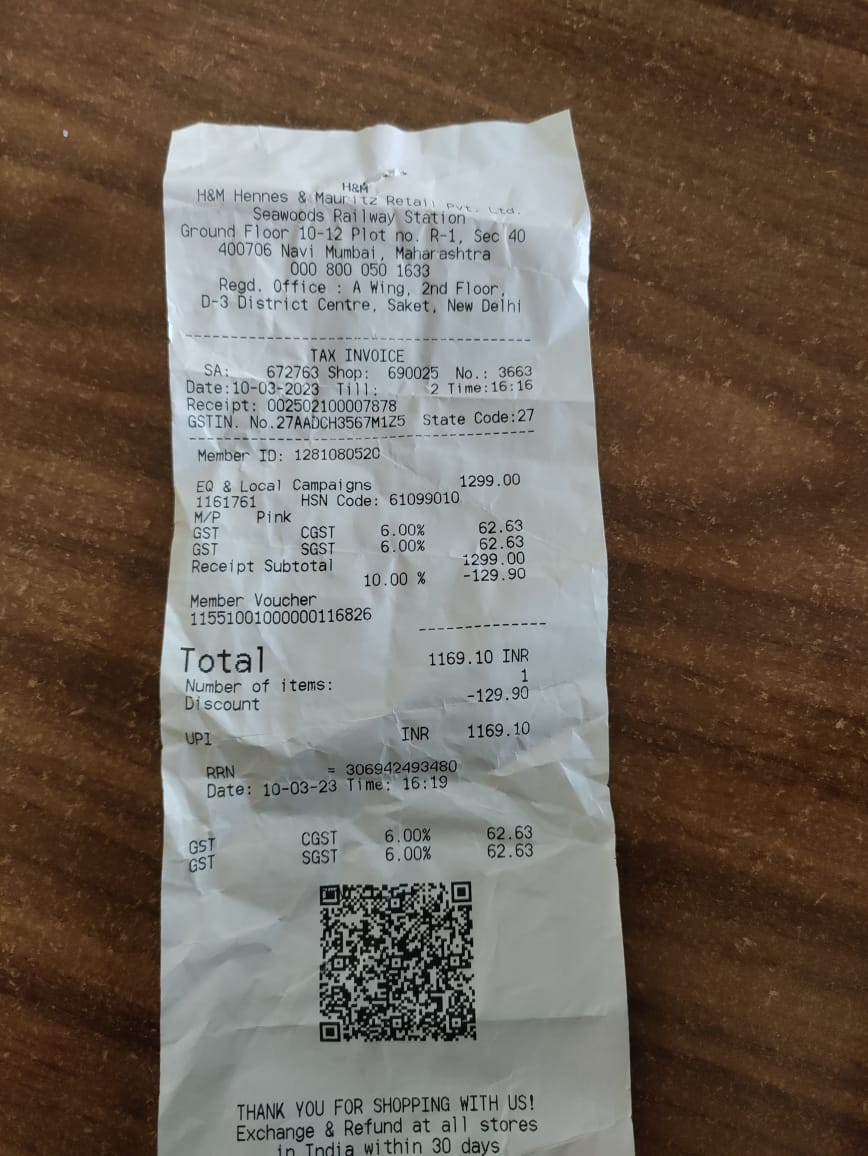 H&M
H&M Hennes & Mauritz Retail Pvt. Ltd.
Seawoods Railway Station
Ground Floor 10-12 Plot no. R-1, Sec 40
400706 Navi Mumbai, Maharashtra
000 800 050 1633
Regd. Office : A Wing, 2nd Floor,
D-3 District Centre, Saket, New Delhi
TAX INVOICE
SA: 672763 Shop: 690025 No.: 3663
Date:10-03-2023 Till: 2 Time:16:16
Receipt: 002502100007878
GSTIN. No.27AADCH3567M1Z5 State Code:27
Member ID: 1281080520
EQ & Local Campaigns 1299.00
1161761 HSN Code: 61099010
M/P Pink
GST CGST 6.00% 62.63
GST SGST 6.00% 62.63
Receipt Subtotal 1299.00
10.00 % -129.90
Member Voucher
11551001000000116826
Total 1169.10 INR
Number of items: 1
Discount -129.90
UPI INR 1169.10
RRN = 306942493480
Date: 10-03-23 Time: 16:19
GST CGST 6.00% 62.63
GST SGST 6.00% 62.63
THANK YOU FOR SHOPPING WITH US!
Exchange & Refund at all stores
in India within 30 days